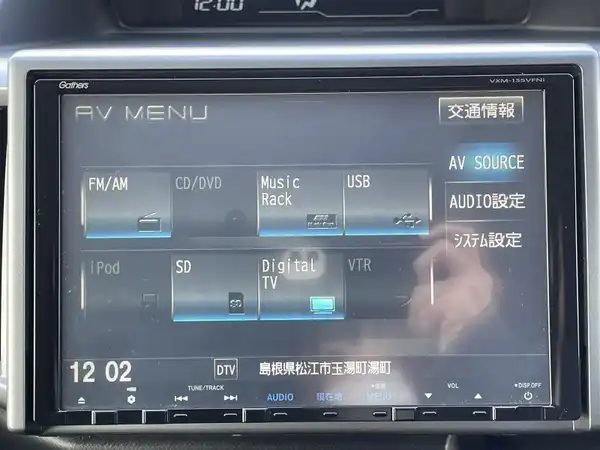 12:00
Gathers
VXM-135VFNi
AV MENU
交通情報
FM/AM
CD/DVD
Music Rack
USB
AV SOURCE
AUDIO設定
システム設定
iPod
SD
Digital TV
VTR
SD
12 02
DTV
島根県松江市玉湯町湯町
TUNE/TRACK
VOL
DISP OFF
AUDIO
現在地
MENU